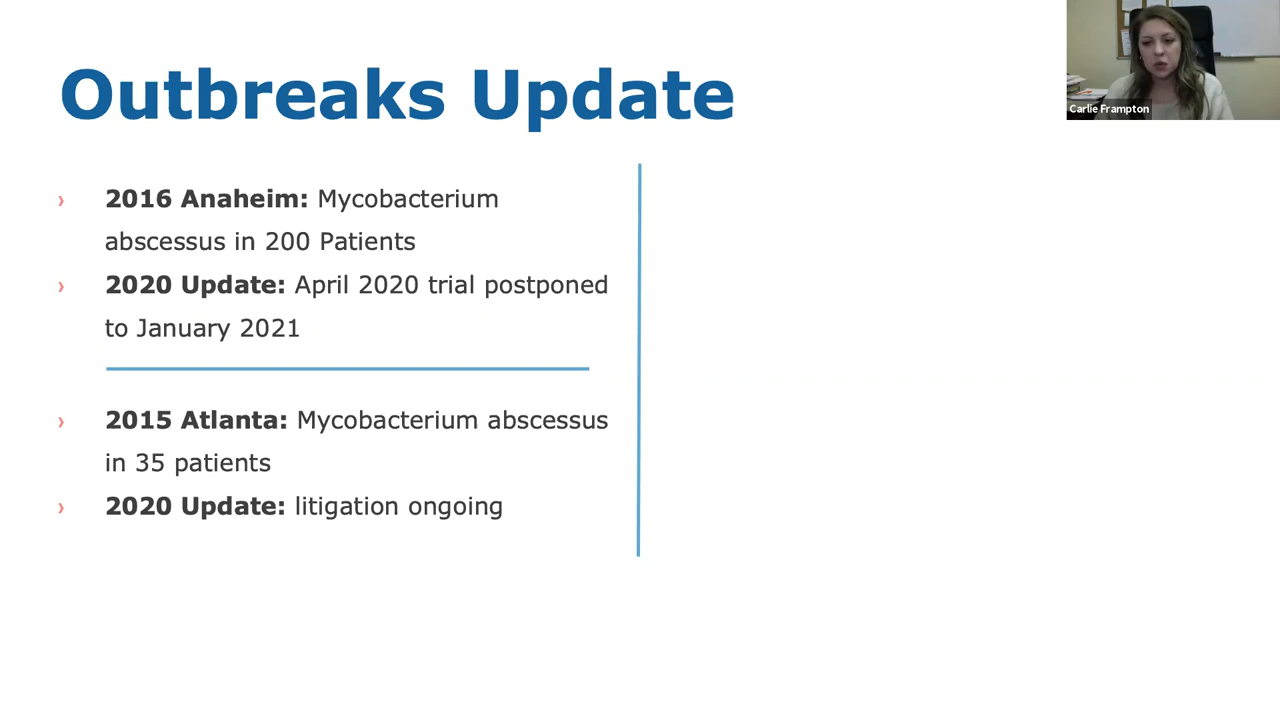 Outbreaks Update
Carlie Frampton
› 2016 Anaheim: Mycobacterium
abscessus in 200 Patients
› 2020 Update: April 2020 trial postponed
to January 2021
› 2015 Atlanta: Mycobacterium abscessus
in 35 patients
› 2020 Update: litigation ongoing